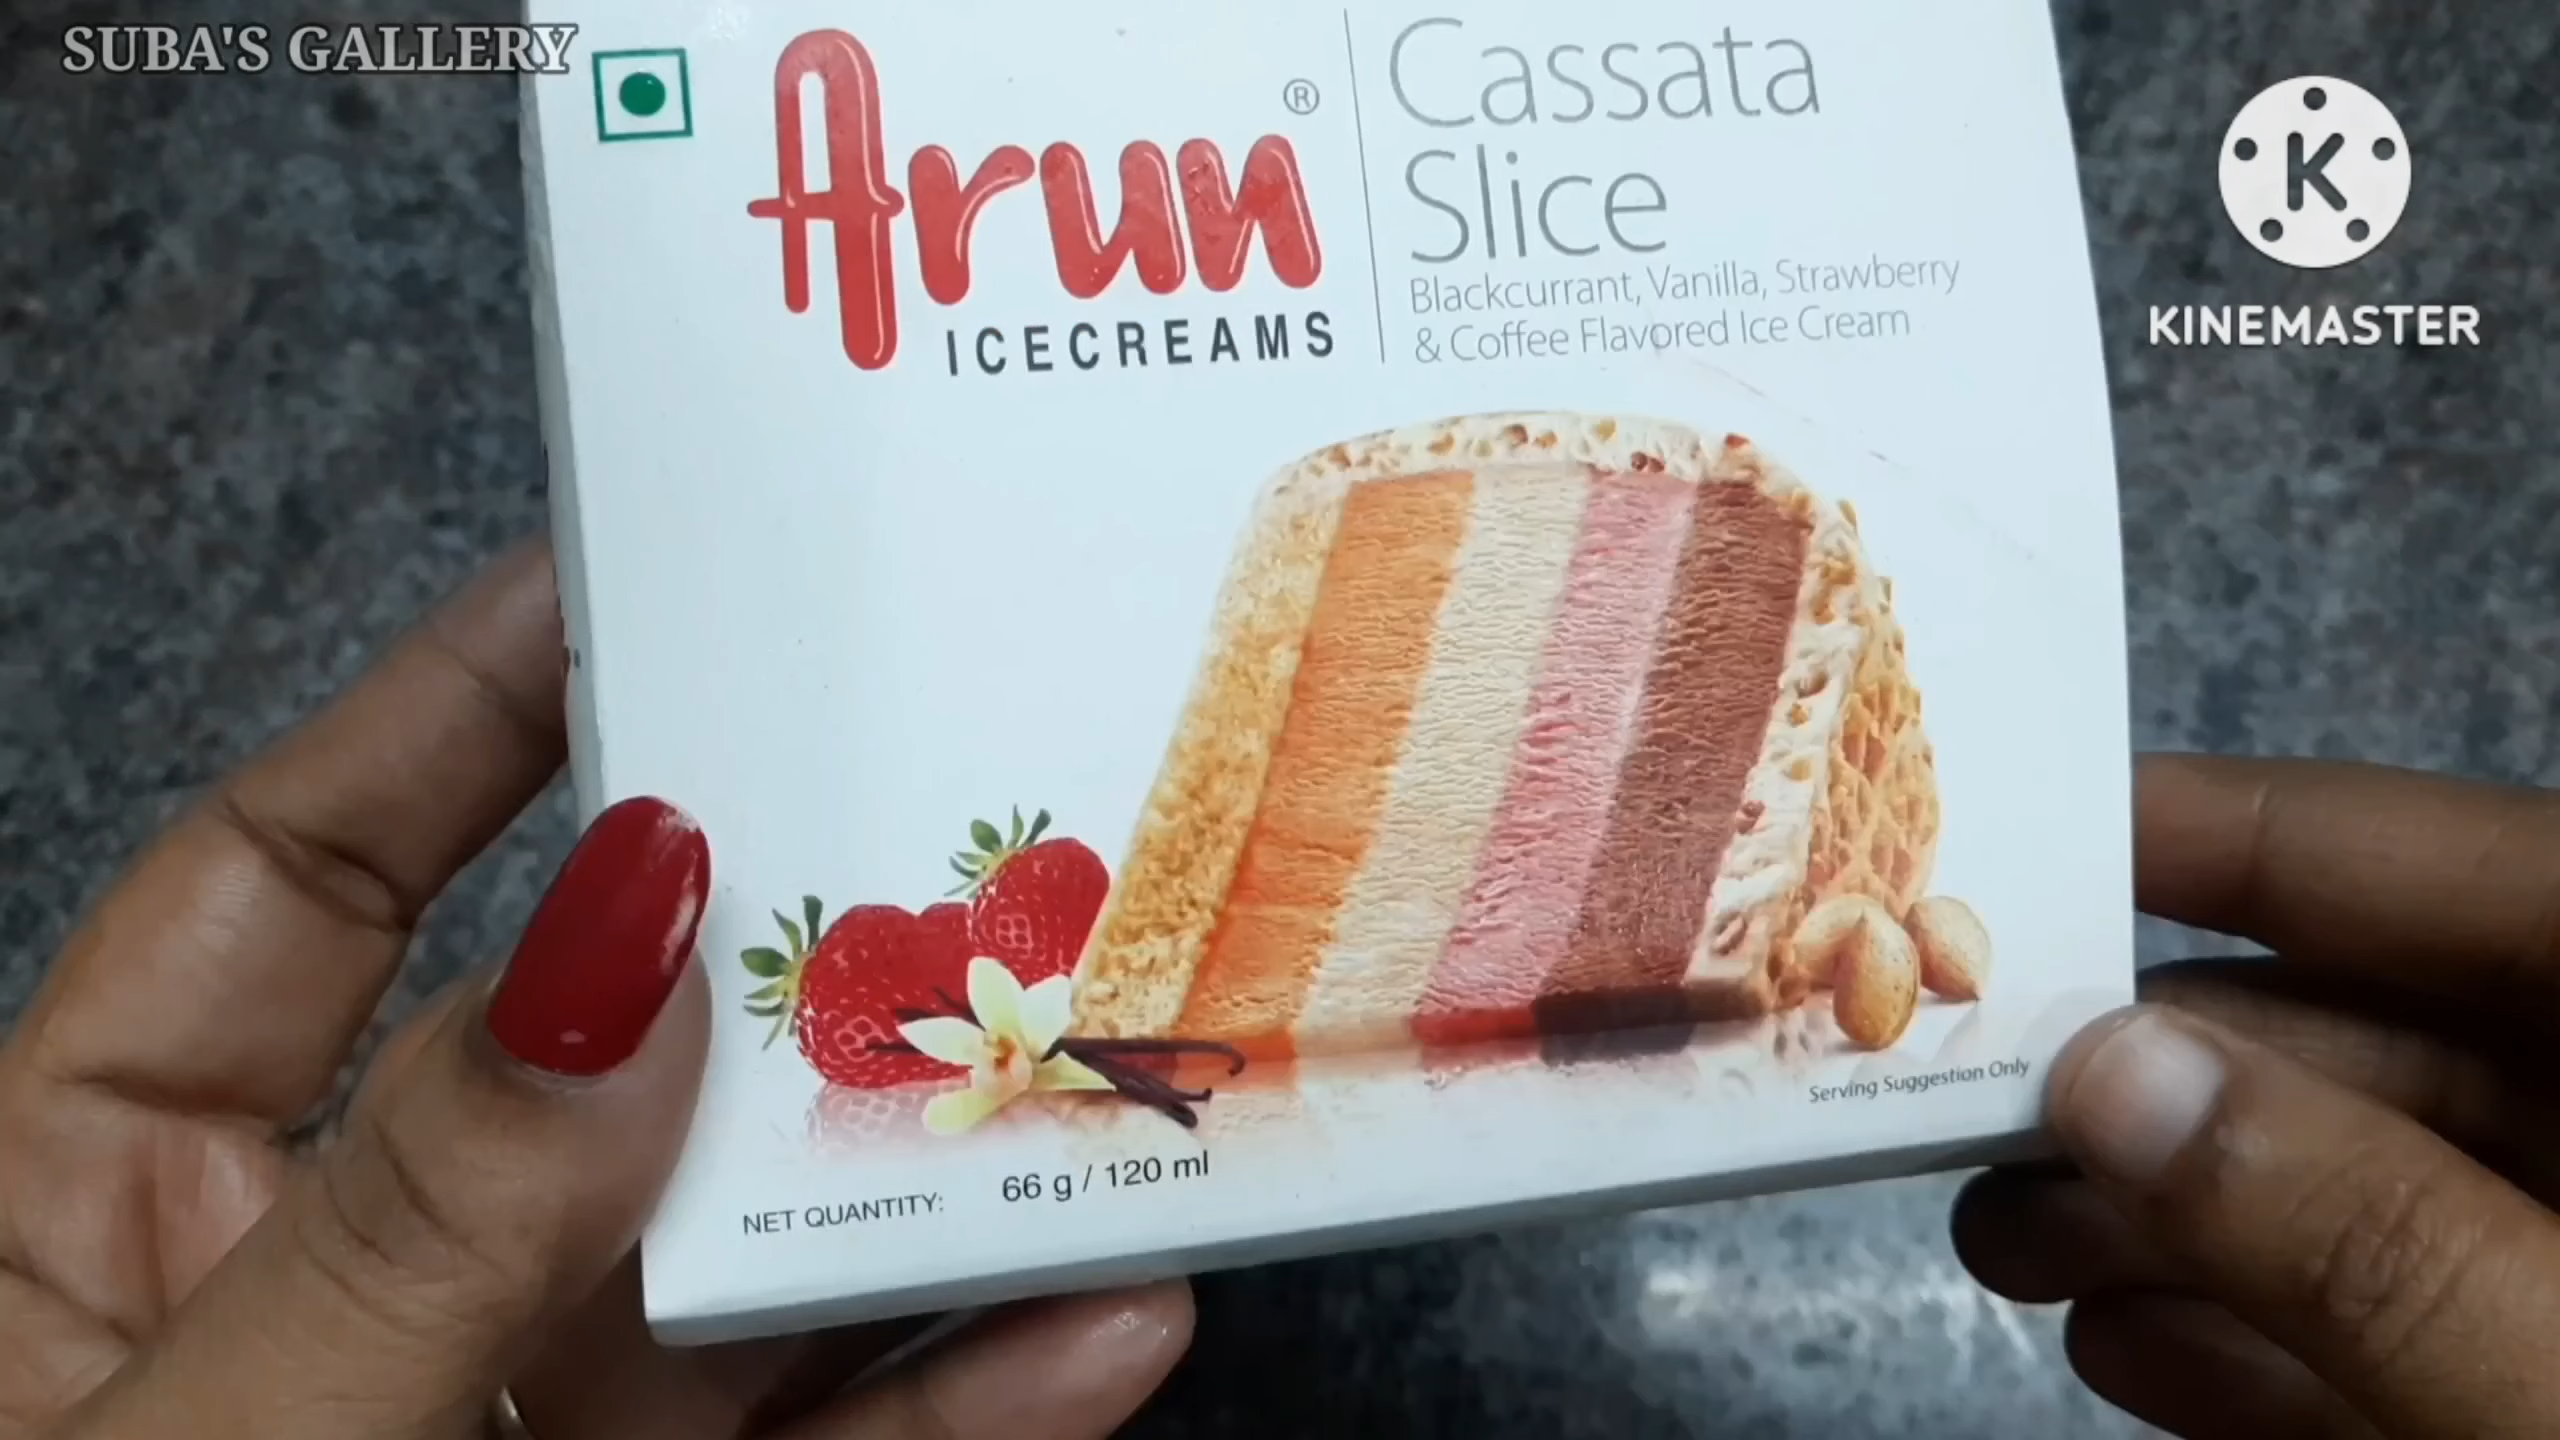 SUBA'S GALLERY
Arun ®
ICECREAMS
Cassata
Slice
Blackcurrant, Vanilla, Strawberry
& Coffee Flavored Ice Cream
K
KINEMASTER
Serving Suggestion Only
NET QUANTITY: 66 g / 120 ml